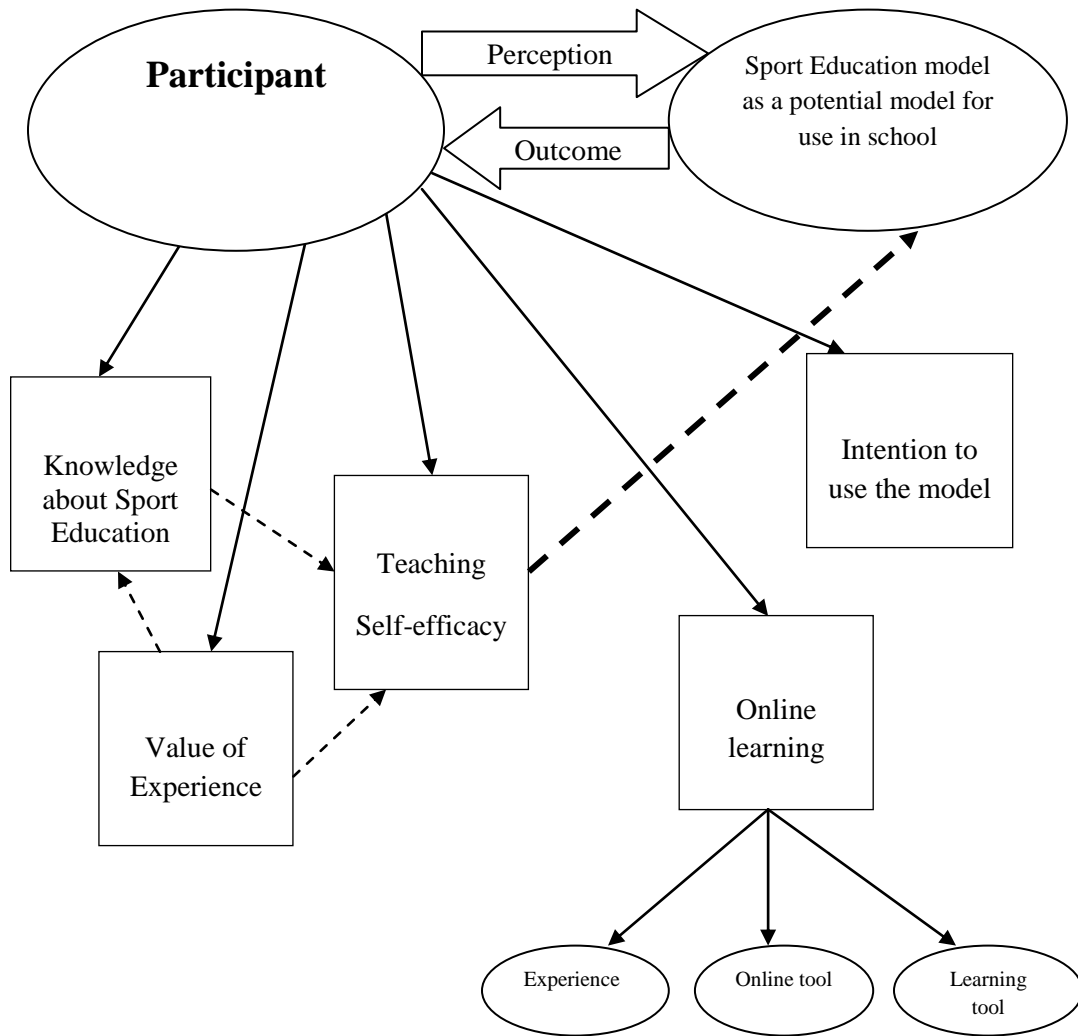 Participant
Perception
Outcome
Sport Education model
as a potential model for
use in school
Knowledge
about Sport
Education
Teaching
Self-efficacy
Intention to
use the model
Value of
Experience
Online
learning
Experience
Online tool
Learning
tool